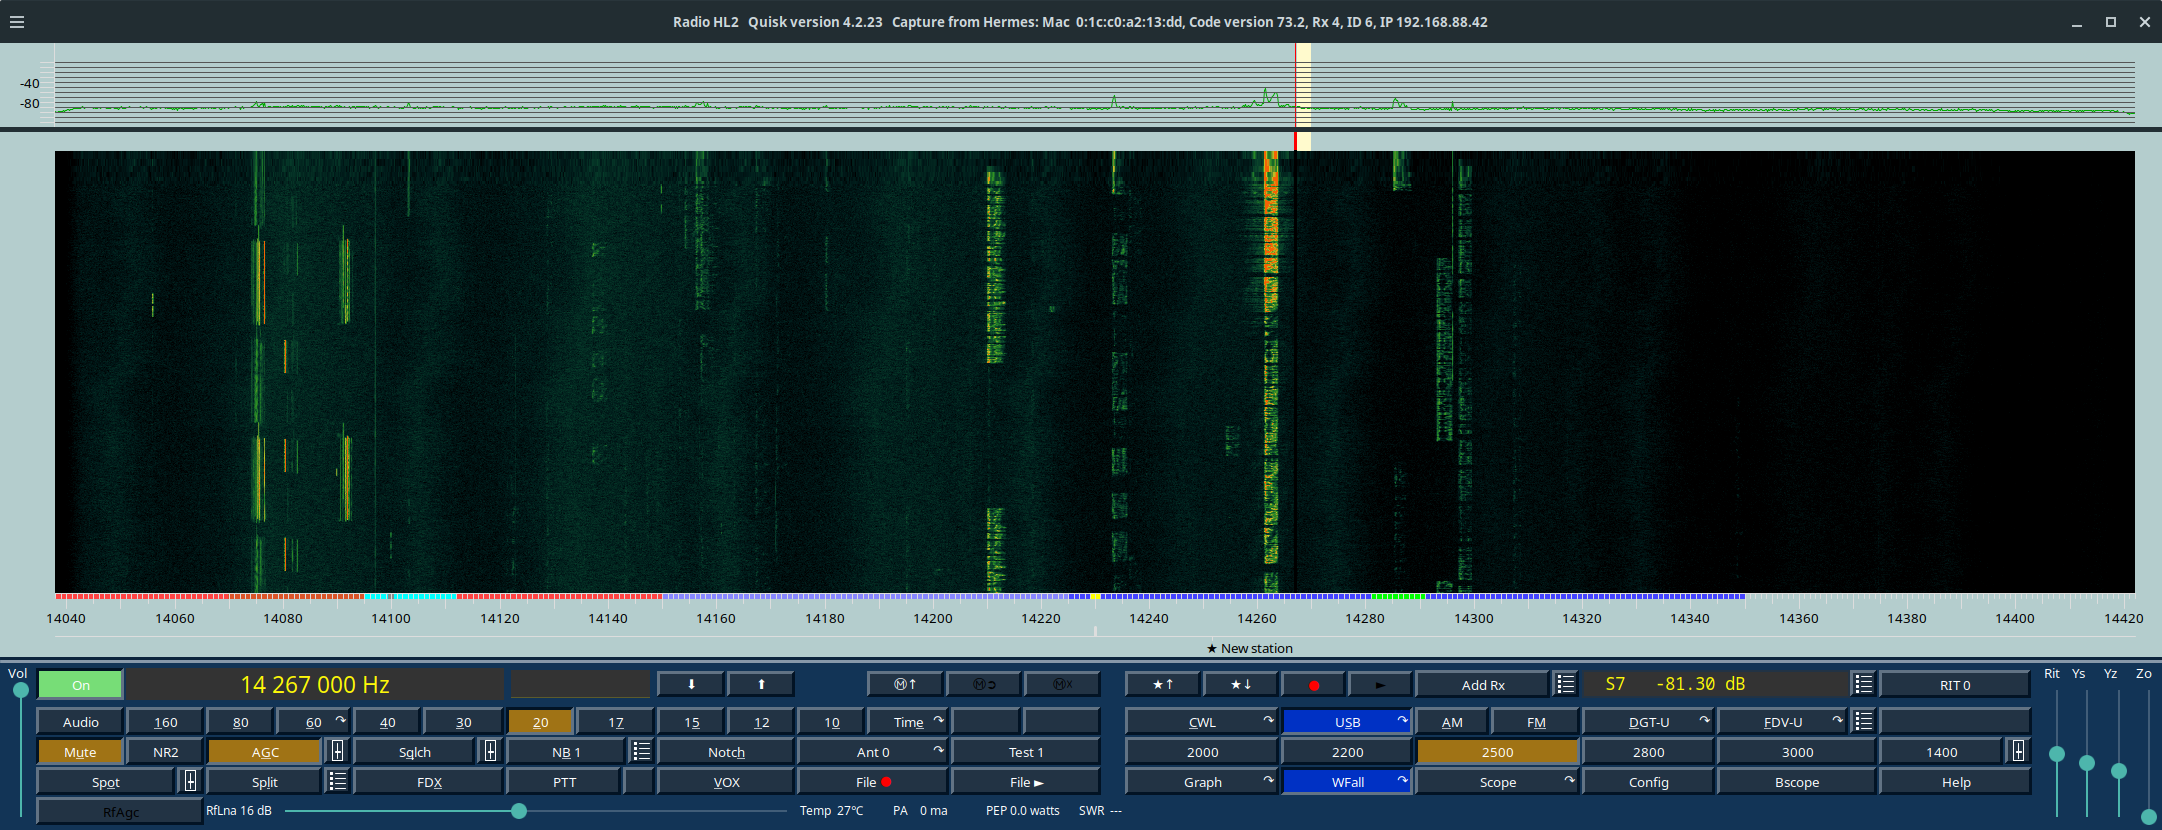 Radio HL2 Quisk version 4.2.23 Capture from Hermes: Mac 0:1c:c0:a2:13:dd, Code version 73.2, Rx 4, ID 6, IP 192.168.88.42
-40
-80
14040 14060 14080 14100 14120 14140 14160 14180 14200 14220 14240 14260 14280 14300 14320 14340 14360 14380 14400 14420
★ New station
Vol On 14 267 000 Hz ⬇ ⬆ Ⓜ↑ Ⓜ➲ Ⓜ☓ ★↑ ★↓ ● ► Add Rx S7 -81.30 dB RIT 0 Rit Ys Yz Zo
Audio 160 80 60 ↷ 40 30 20 17 15 12 10 Time ↷ CWL ↷ USB ↷ AM FM DGT-U ↷ FDV-U ↷
Mute NR2 AGC Sqlch NB 1 Notch Ant 0 ↷ Test 1 2000 2200 2500 2800 3000 1400
Spot Split FDX PTT VOX File ● File ► Graph ↷ WFall ↷ Scope ↷ Config Bscope Help
RfAgc RfLna 16 dB Temp 27°C PA 0 ma PEP 0.0 watts SWR ---